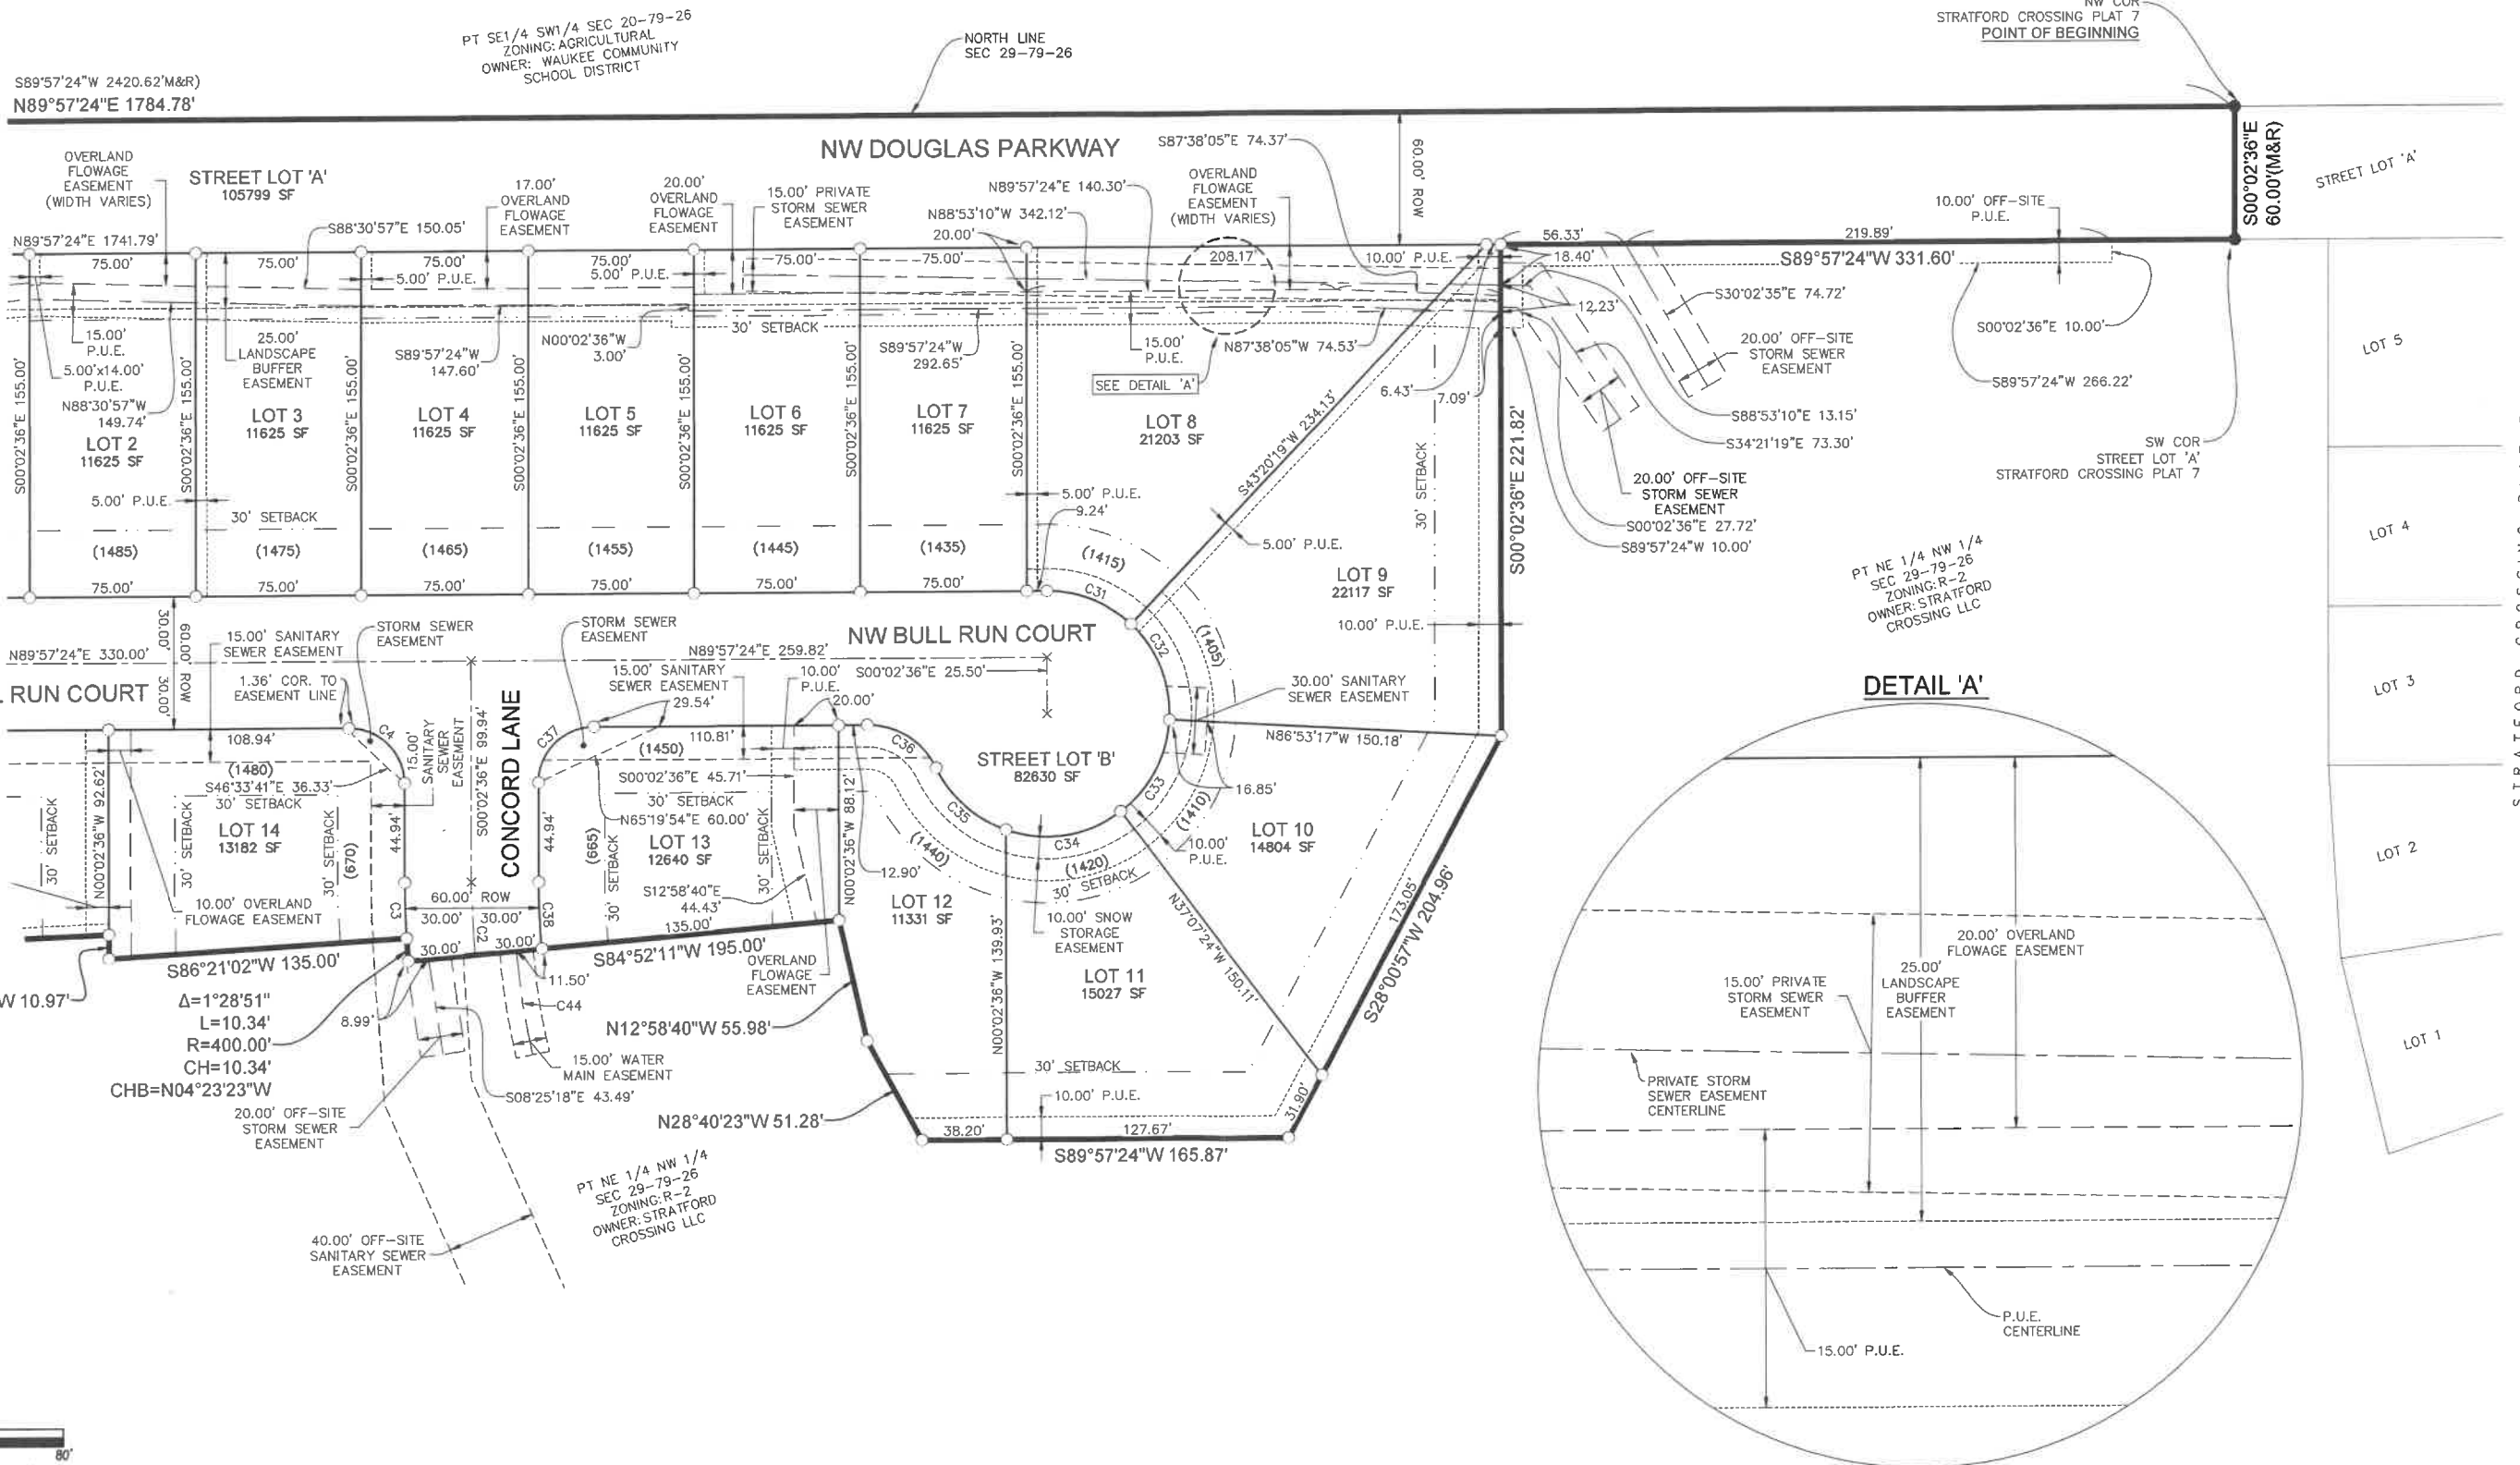 PT SE1/4 SW1/4 SEC 20-79-26
ZONING: AGRICULTURAL
OWNER: WAUKEE COMMUNITY
SCHOOL DISTRICT
NORTH LINE
SEC 29-79-26
NW COR
STRATFORD CROSSING PLAT 7
POINT OF BEGINNING
S89°57'24"W 2420.62'M&R)
N89°57'24"E 1784.78'
S00°02'36"E
60.00'(M&R)
STREET LOT 'A'
NW DOUGLAS PARKWAY
60.00' ROW
OVERLAND
FLOWAGE
EASEMENT
(WIDTH VARIES)
STREET LOT 'A'
105799 SF
17.00'
OVERLAND
FLOWAGE
EASEMENT
20.00'
OVERLAND
FLOWAGE
EASEMENT
15.00' PRIVATE
STORM SEWER
EASEMENT
S87°38'05"E 74.37'
N89°57'24"E 140.30'
N88°53'10"W 342.12'
20.00'
OVERLAND
FLOWAGE
EASEMENT
(WIDTH VARIES)
10.00' OFF-SITE
P.U.E.
S88°30'57"E 150.05'
N89°57'24"E 1741.79'
75.00'
75.00'
75.00'
75.00'
75.00'
75.00'
208.17'
10.00' P.U.E.
56.33'
18.40'
219.89'
S89°57'24"W 331.60'
5.00' P.U.E.
5.00' P.U.E.
12.23'
S30°02'35"E 74.72'
S00°02'36"E 10.00'
20.00' OFF-SITE
STORM SEWER
EASEMENT
S89°57'24"W 266.22'
S88°53'10"E 13.15'
S34°21'19"E 73.30'
20.00' OFF-SITE
STORM SEWER
EASEMENT
S00°02'36"E 27.72'
S89°57'24"W 10.00'
SW COR
STREET LOT 'A'
STRATFORD CROSSING PLAT 7
LOT 5
LOT 4
LOT 3
LOT 2
LOT 1
15.00'
P.U.E.
5.00'x14.00'
P.U.E.
N88°30'57"W
149.74'
25.00'
LANDSCAPE
BUFFER
EASEMENT
S89°57'24"W
147.60'
N00°02'36"W
3.00'
30' SETBACK
S89°57'24"W
292.65'
15.00'
P.U.E.
N87°38'05"W 74.53'
SEE DETAIL 'A'
6.43'
7.09'
S00°02'36"E 155.00'
S00°02'36"E 155.00'
S00°02'36"E 155.00'
S00°02'36"E 155.00'
S00°02'36"E 155.00'
S00°02'36"E 155.00'
S00°02'36"E 155.00'
LOT 2
11625 SF
LOT 3
11625 SF
LOT 4
11625 SF
LOT 5
11625 SF
LOT 6
11625 SF
LOT 7
11625 SF
LOT 8
21203 SF
S43°20'19"W 234.13'
30' SETBACK
S00°02'36"E 221.82'
5.00' P.U.E.
30' SETBACK
5.00' P.U.E.
9.24'
5.00' P.U.E.
(1485)
(1475)
(1465)
(1455)
(1445)
(1435)
(1415)
(1405)
75.00'
75.00'
75.00'
75.00'
75.00'
75.00'
C31
C32
LOT 9
22117 SF
10.00' P.U.E.
PT NE 1/4 NW 1/4
SEC 29-79-26
ZONING: R-2
OWNER: STRATFORD
CROSSING LLC
30.00'
60.00' ROW
30.00'
15.00' SANITARY
SEWER EASEMENT
STORM SEWER
EASEMENT
STORM SEWER
EASEMENT
NW BULL RUN COURT
N89°57'24"E 330.00'
N89°57'24"E 259.82'
RUN COURT
1.36' COR. TO
EASEMENT LINE
15.00' SANITARY
SEWER EASEMENT
10.00'
P.U.E.
S00°02'36"E 25.50'
20.00'
29.54'
30.00' SANITARY
SEWER EASEMENT
N86°53'17"W 150.18'
108.94'
C4
15.00'
SANITARY
SEWER
EASEMENT
S00°02'36"E 99.94'
CONCORD LANE
C37
110.81'
(1450)
C36
STREET LOT 'B'
82630 SF
C33
16.85'
(1480)
S46°33'41"E 36.33'
30' SETBACK
LOT 14
13182 SF
N00°02'36"W 92.62'
30' SETBACK
30' SETBACK
30' SETBACK
(670)
44.94'
44.94'
S00°02'36"E 45.71'
30' SETBACK
N65°19'54"E 60.00'
(665)
30' SETBACK
LOT 13
12640 SF
30' SETBACK
N00°02'36"W 88.12'
C35
C34
(1440)
(1420)
(1410)
30' SETBACK
10.00'
P.U.E.
LOT 10
14804 SF
12.90'
LOT 12
11331 SF
S12°58'40"E
44.43'
10.00' OVERLAND
FLOWAGE EASEMENT
60.00' ROW
30.00'
30.00'
C3
C2
C38
30.00'
30.00'
135.00'
S84°52'11"W 195.00'
S86°21'02"W 135.00'
W 10.97'
Δ=1°28'51"
L=10.34'
R=400.00'
CH=10.34'
CHB=N04°23'23"W
8.99'
11.50'
C44
OVERLAND
FLOWAGE
EASEMENT
N12°58'40"W 55.98'
15.00' WATER
MAIN EASEMENT
S08°25'18"E 43.49'
20.00' OFF-SITE
STORM SEWER
EASEMENT
N28°40'23"W 51.28'
40.00' OFF-SITE
SANITARY SEWER
EASEMENT
PT NE 1/4 NW 1/4
SEC 29-79-26
ZONING: R-2
OWNER: STRATFORD
CROSSING LLC
N00°02'36"W 139.93'
10.00' SNOW
STORAGE
EASEMENT
LOT 11
15027 SF
N37°07'24"W 150.11'
173.05'
S28°00'57"W 204.96'
30' SETBACK
10.00' P.U.E.
31.90'
38.20'
127.67'
S89°57'24"W 165.87'
DETAIL 'A'
20.00' OVERLAND
FLOWAGE EASEMENT
25.00'
LANDSCAPE
BUFFER
EASEMENT
15.00' PRIVATE
STORM SEWER
EASEMENT
PRIVATE STORM
SEWER EASEMENT
CENTERLINE
P.U.E.
CENTERLINE
15.00' P.U.E.
80'